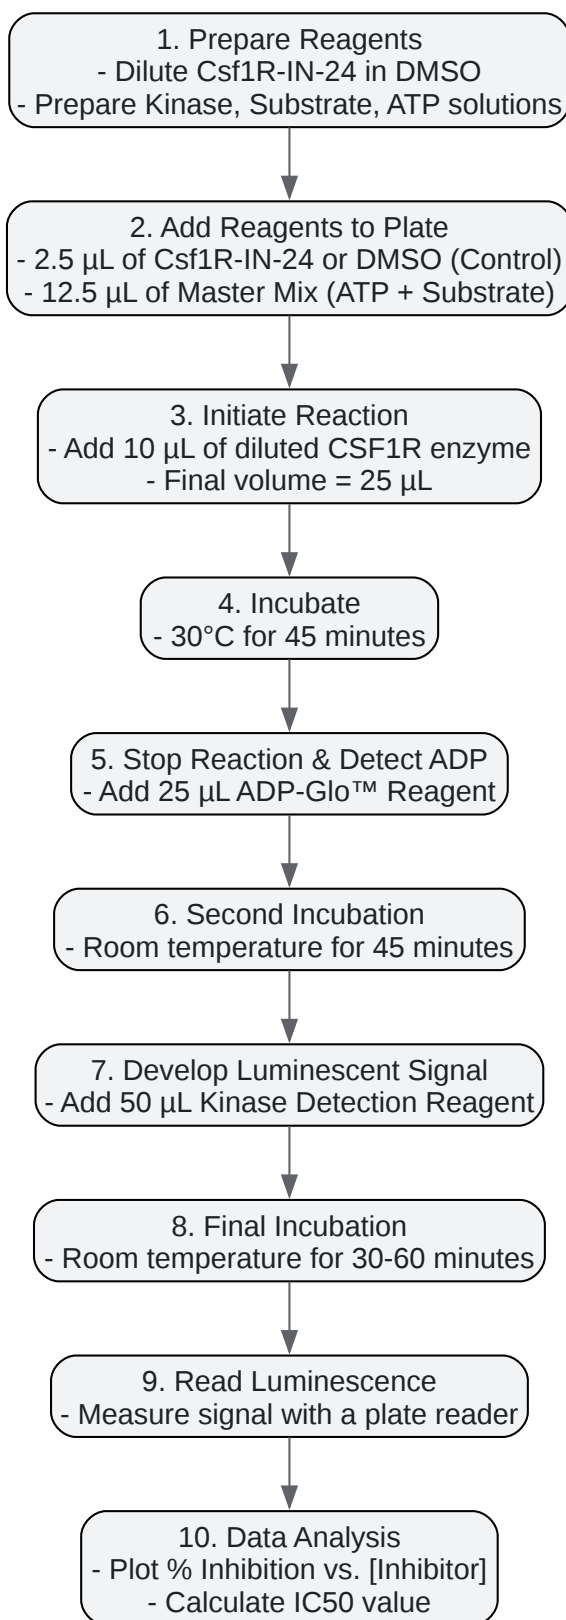 1. Prepare Reagents
- Dilute Csf1R-IN-24 in DMSO
- Prepare Kinase, Substrate, ATP solutions
2. Add Reagents to Plate
- 2.5 µL of Csf1R-IN-24 or DMSO (Control)
- 12.5 µL of Master Mix (ATP + Substrate)
3. Initiate Reaction
- Add 10 µL of diluted CSF1R enzyme
- Final volume = 25 µL
4. Incubate
- 30°C for 45 minutes
5. Stop Reaction & Detect ADP
- Add 25 µL ADP-Glo™ Reagent
6. Second Incubation
- Room temperature for 45 minutes
7. Develop Luminescent Signal
- Add 50 µL Kinase Detection Reagent
8. Final Incubation
- Room temperature for 30-60 minutes
9. Read Luminescence
- Measure signal with a plate reader
10. Data Analysis
- Plot % Inhibition vs. [Inhibitor]
- Calculate IC50 value